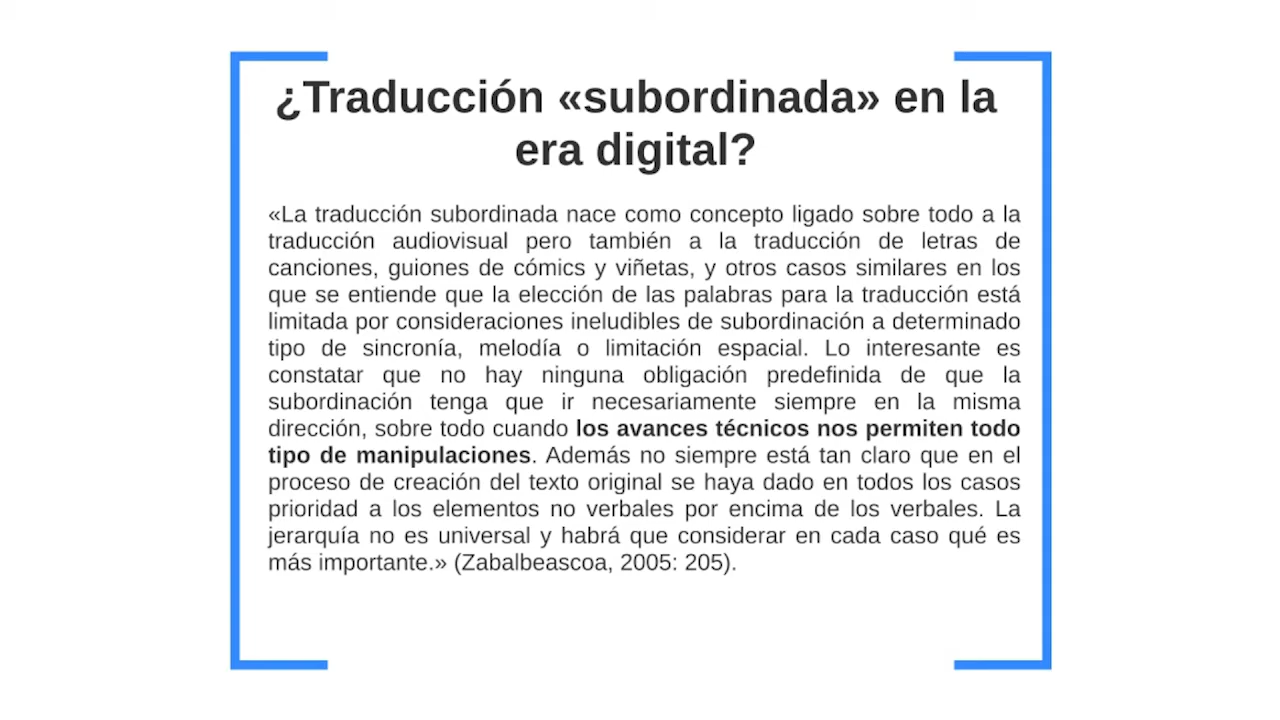 ¿Traducción «subordinada» en la
era digital?
«La traducción subordinada nace como concepto ligado sobre todo a la
traducción audiovisual pero también a la traducción de letras de
canciones, guiones de cómics y viñetas, y otros casos similares en los
que se entiende que la elección de las palabras para la traducción está
limitada por consideraciones ineludibles de subordinación a determinado
tipo de sincronía, melodía o limitación espacial. Lo interesante es
constatar que no hay ninguna obligación predefinida de que la
subordinación tenga que ir necesariamente siempre en la misma
dirección, sobre todo cuando los avances técnicos nos permiten todo
tipo de manipulaciones. Además no siempre está tan claro que en el
proceso de creación del texto original se haya dado en todos los casos
prioridad a los elementos no verbales por encima de los verbales. La
jerarquía no es universal y habrá que considerar en cada caso qué es
más importante.» (Zabalbeascoa, 2005: 205).